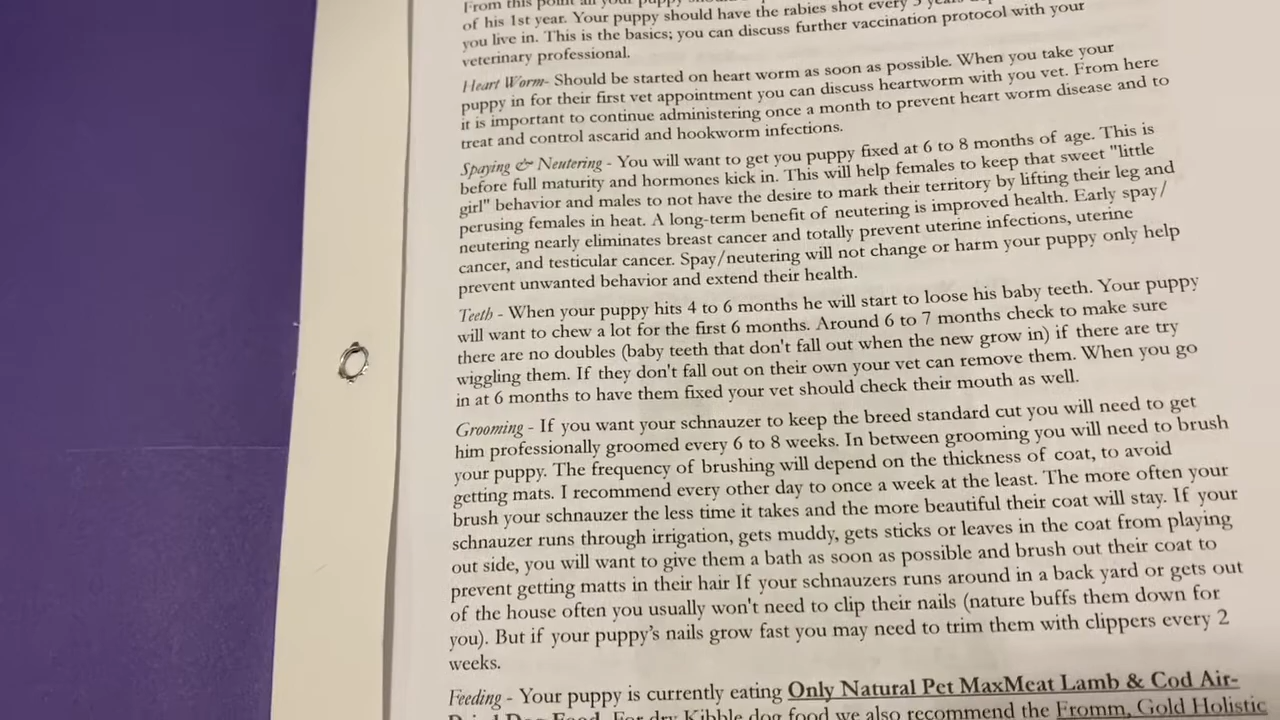 From this point all your puppy
of his 1st year. Your puppy should have the rabies shot every 3 years
you live in. This is the basics; you can discuss further vaccination protocol with your
veterinary professional.
Heart Worm- Should be started on heart worm as soon as possible. When you take your
puppy in for their first vet appointment you can discuss heartworm with you vet. From here
it is important to continue administering once a month to prevent heart worm disease and to
treat and control ascarid and hookworm infections.
Spaying & Neutering - You will want to get you puppy fixed at 6 to 8 months of age. This is
before full maturity and hormones kick in. This will help females to keep that sweet "little
girl" behavior and males to not have the desire to mark their territory by lifting their leg and
perusing females in heat. A long-term benefit of neutering is improved health. Early spay/
neutering nearly eliminates breast cancer and totally prevent uterine infections, uterine
cancer, and testicular cancer. Spay/neutering will not change or harm your puppy only help
prevent unwanted behavior and extend their health.
Teeth - When your puppy hits 4 to 6 months he will start to loose his baby teeth. Your puppy
will want to chew a lot for the first 6 months. Around 6 to 7 months check to make sure
there are no doubles (baby teeth that don't fall out when the new grow in) if there are try
wiggling them. If they don't fall out on their own your vet can remove them. When you go
in at 6 months to have them fixed your vet should check their mouth as well.
Grooming - If you want your schnauzer to keep the breed standard cut you will need to get
him professionally groomed every 6 to 8 weeks. In between grooming you will need to brush
your puppy. The frequency of brushing will depend on the thickness of coat, to avoid
getting mats. I recommend every other day to once a week at the least. The more often your
brush your schnauzer the less time it takes and the more beautiful their coat will stay. If your
schnauzer runs through irrigation, gets muddy, gets sticks or leaves in the coat from playing
out side, you will want to give them a bath as soon as possible and brush out their coat to
prevent getting matts in their hair If your schnauzers runs around in a back yard or gets out
of the house often you usually won't need to clip their nails (nature buffs them down for
you). But if your puppy's nails grow fast you may need to trim them with clippers every 2
weeks.
Feeding - Your puppy is currently eating Only Natural Pet MaxMeat Lamb & Cod Air-
Dried Dog Food. For dry Kibble dog food we also recommend the Fromm, Gold Holistic